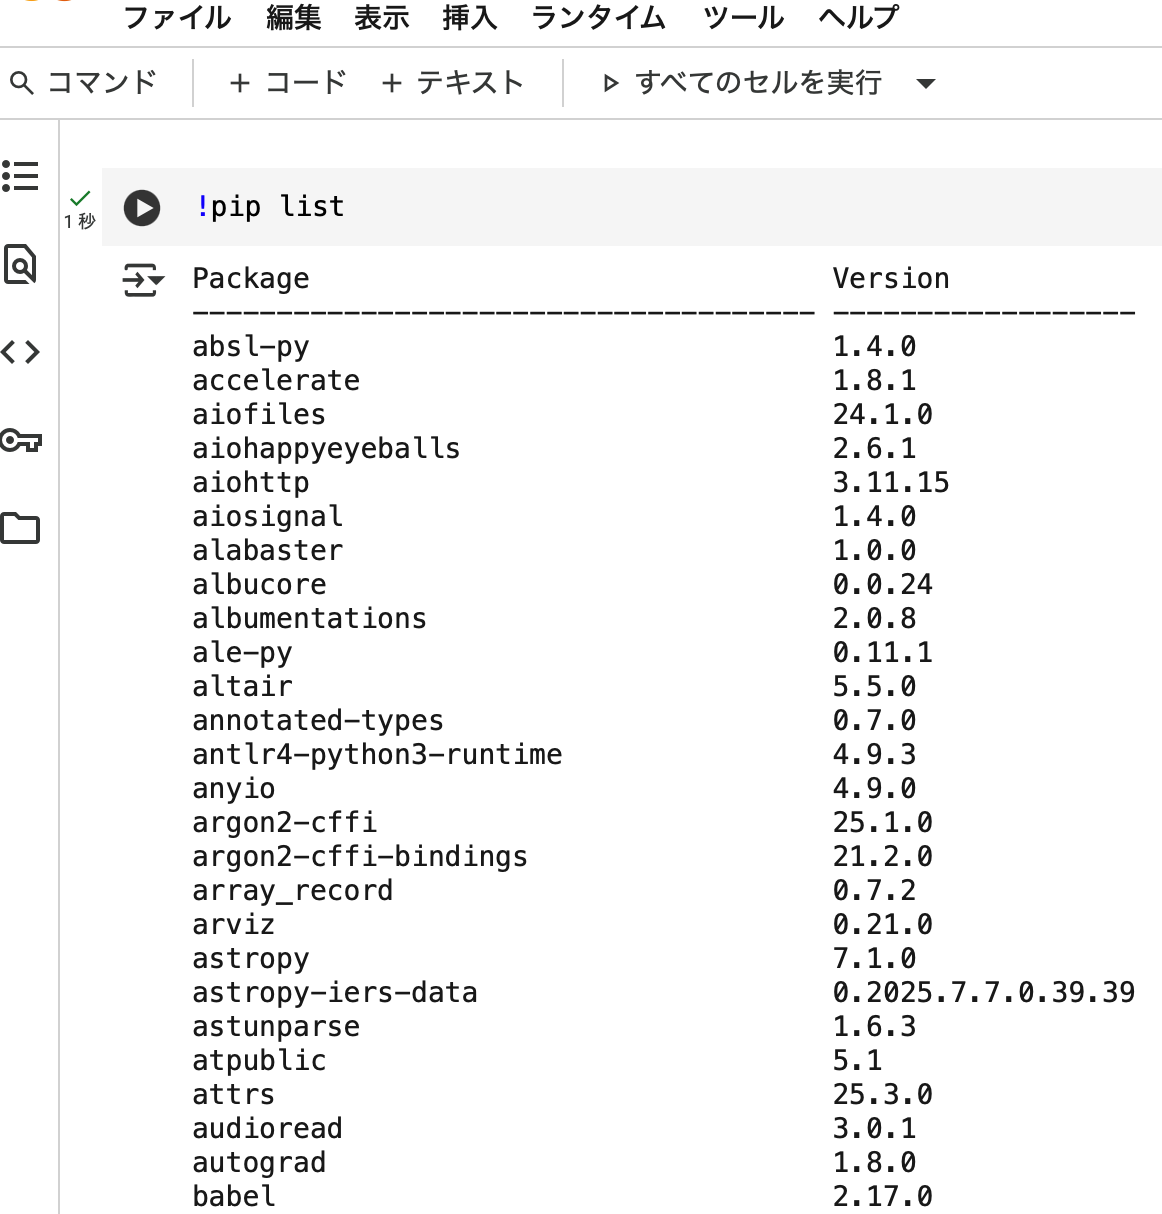 ファイル 編集 表示 挿入 ランタイム ツール ヘルプ
コマンド + コード + テキスト すべてのセルを実行
1 秒
!pip list
Package Version
------------------------------------- ------------------
absl-py 1.4.0
accelerate 1.8.1
aiofiles 24.1.0
aiohappyeyeballs 2.6.1
aiohttp 3.11.15
aiosignal 1.4.0
alabaster 1.0.0
albucore 0.0.24
albumentations 2.0.8
ale-py 0.11.1
altair 5.5.0
annotated-types 0.7.0
antlr4-python3-runtime 4.9.3
anyio 4.9.0
argon2-cffi 25.1.0
argon2-cffi-bindings 21.2.0
array_record 0.7.2
arviz 0.21.0
astropy 7.1.0
astropy-iers-data 0.2025.7.7.0.39.39
astunparse 1.6.3
atpublic 5.1
attrs 25.3.0
audioread 3.0.1
autograd 1.8.0
babel 2.17.0